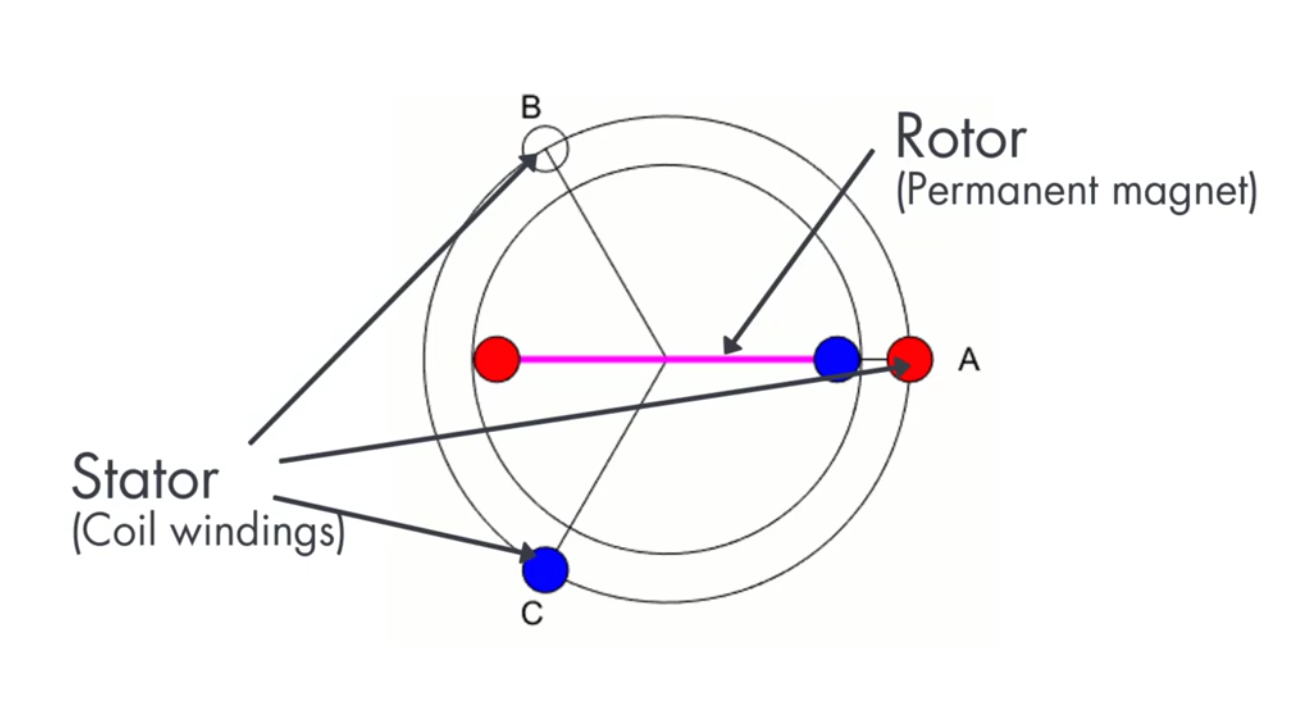 B
Rotor
(Permanent magnet)
A
Stator
(Coil windings)
C